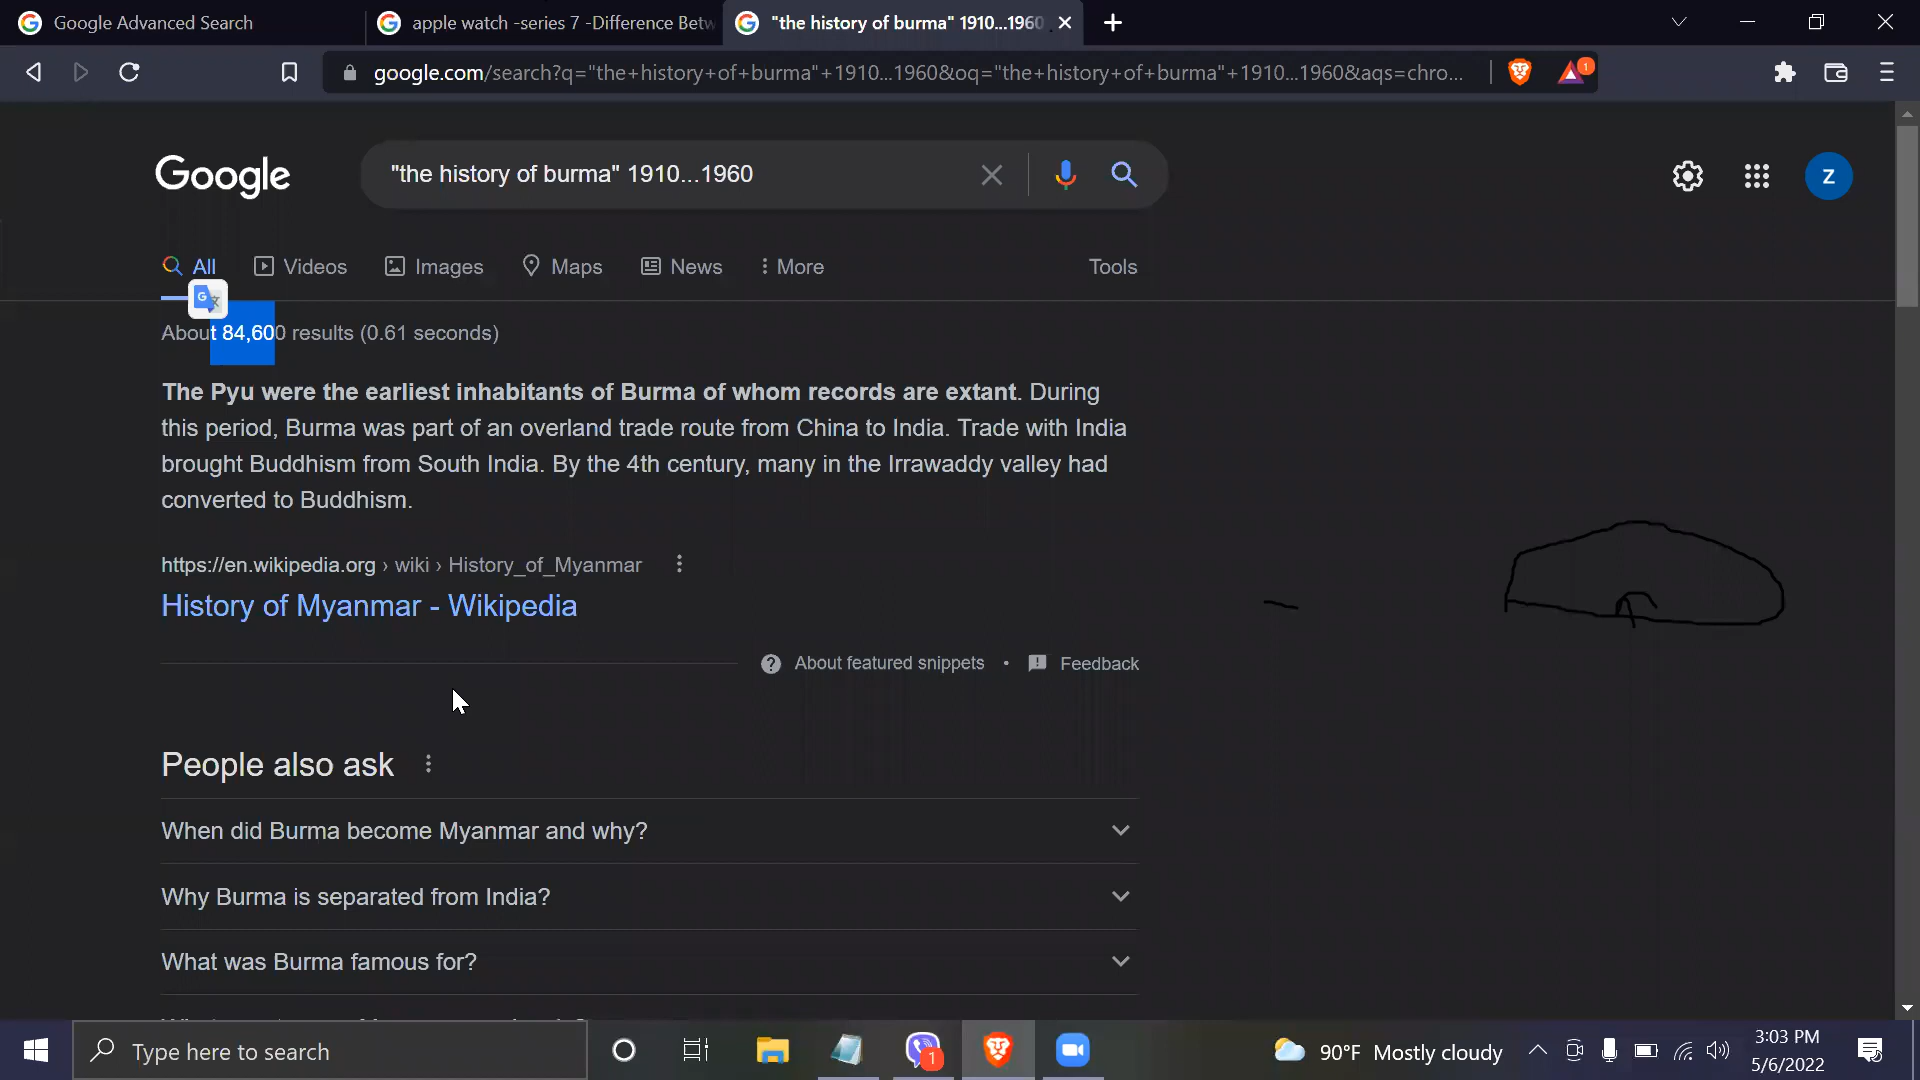 Google Advanced Search
apple watch -series 7 -Difference Betw
"the history of burma" 1910...1960
google.com/search?q="the+history+of+burma"+1910...1960&oq="the+history+of+burma"+1910...1960&aqs=chro...
1
Google
"the history of burma" 1910...1960
Z
All
Videos
Images
Maps
News
More
Tools
About 84,600 results (0.61 seconds)
The Pyu were the earliest inhabitants of Burma of whom records are extant. During
this period, Burma was part of an overland trade route from China to India. Trade with India
brought Buddhism from South India. By the 4th century, many in the Irrawaddy valley had
converted to Buddhism.
https://en.wikipedia.org › wiki › History_of_Myanmar
History of Myanmar - Wikipedia
About featured snippets • Feedback
People also ask
When did Burma become Myanmar and why?
Why Burma is separated from India?
What was Burma famous for?
Type here to search
1
90°F Mostly cloudy
3:03 PM
5/6/2022